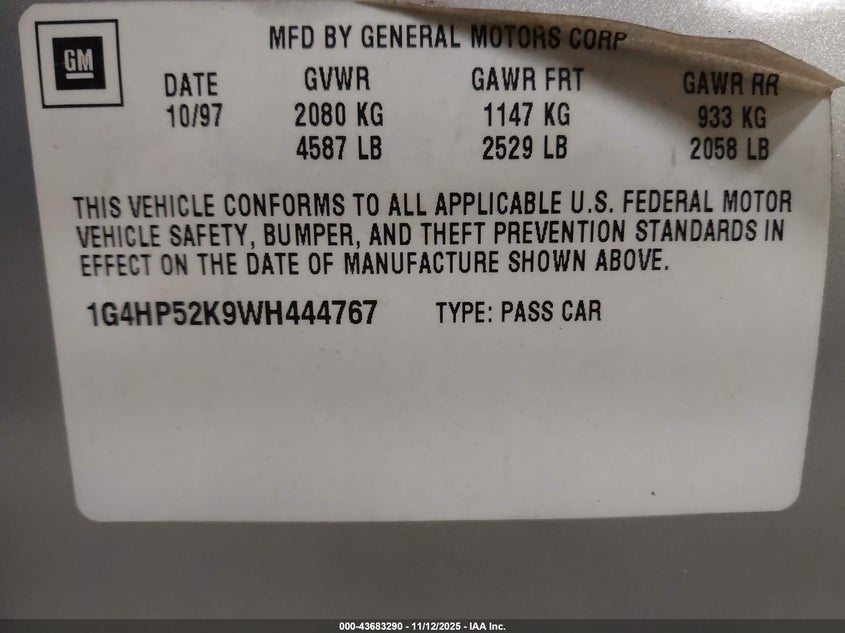 MFD BY GENERAL MOTORS CORP
GM
DATE GVWR GAWR FRT GAWR RR
10/97 2080 KG 1147 KG 933 KG
4587 LB 2529 LB 2058 LB
THIS VEHICLE CONFORMS TO ALL APPLICABLE U.S. FEDERAL MOTOR
VEHICLE SAFETY, BUMPER, AND THEFT PREVENTION STANDARDS IN
EFFECT ON THE DATE OF MANUFACTURE SHOWN ABOVE.
1G4HP52K9WH444767 TYPE: PASS CAR
000-43683290 - 11/12/2025 - IAA Inc.